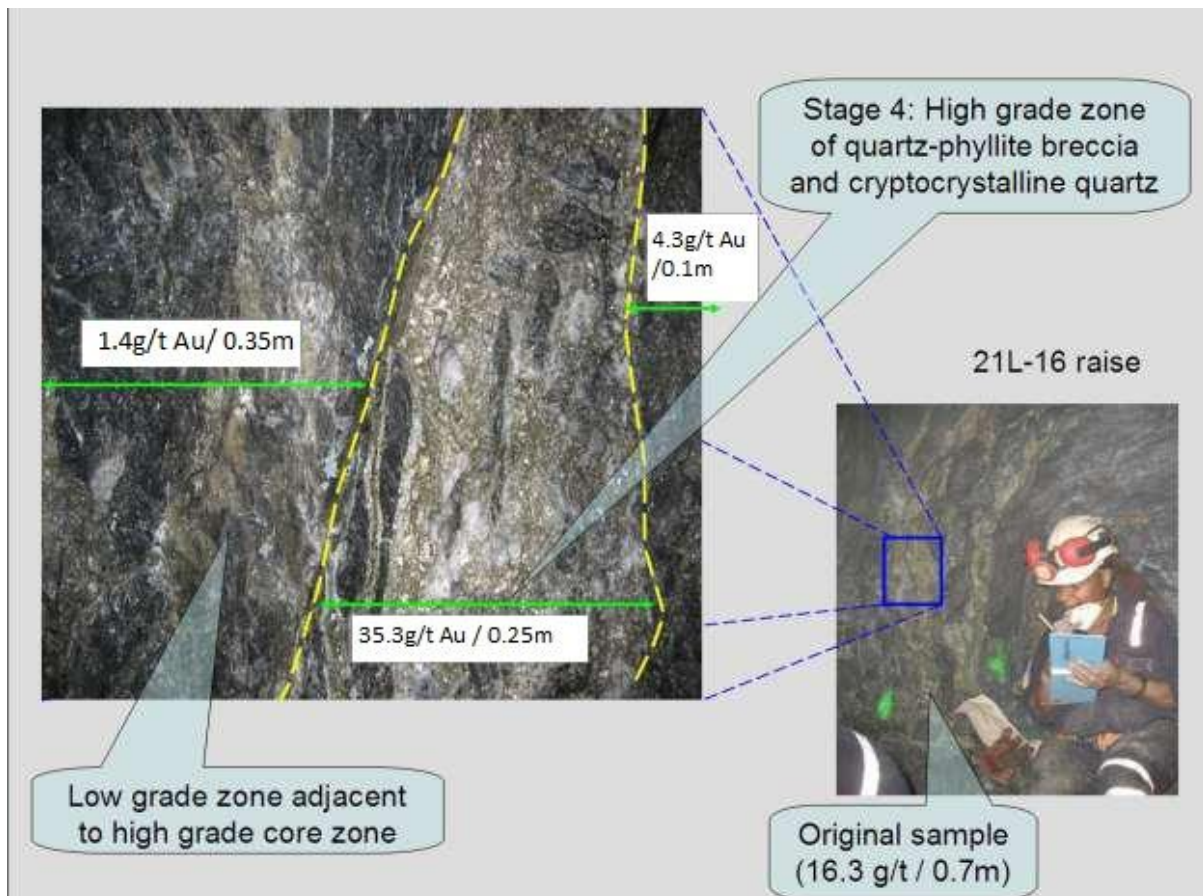 Stage 4: High grade zone
of quartz-phyllite breccia
and cryptocrystalline quartz
4.3g/t Au
/0.1m
1.4g/t Au/ 0.35m
21L-16 raise
35.3g/t Au / 0.25m
Low grade zone adjacent
to high grade core zone
Original sample
(16.3 g/t / 0.7m)